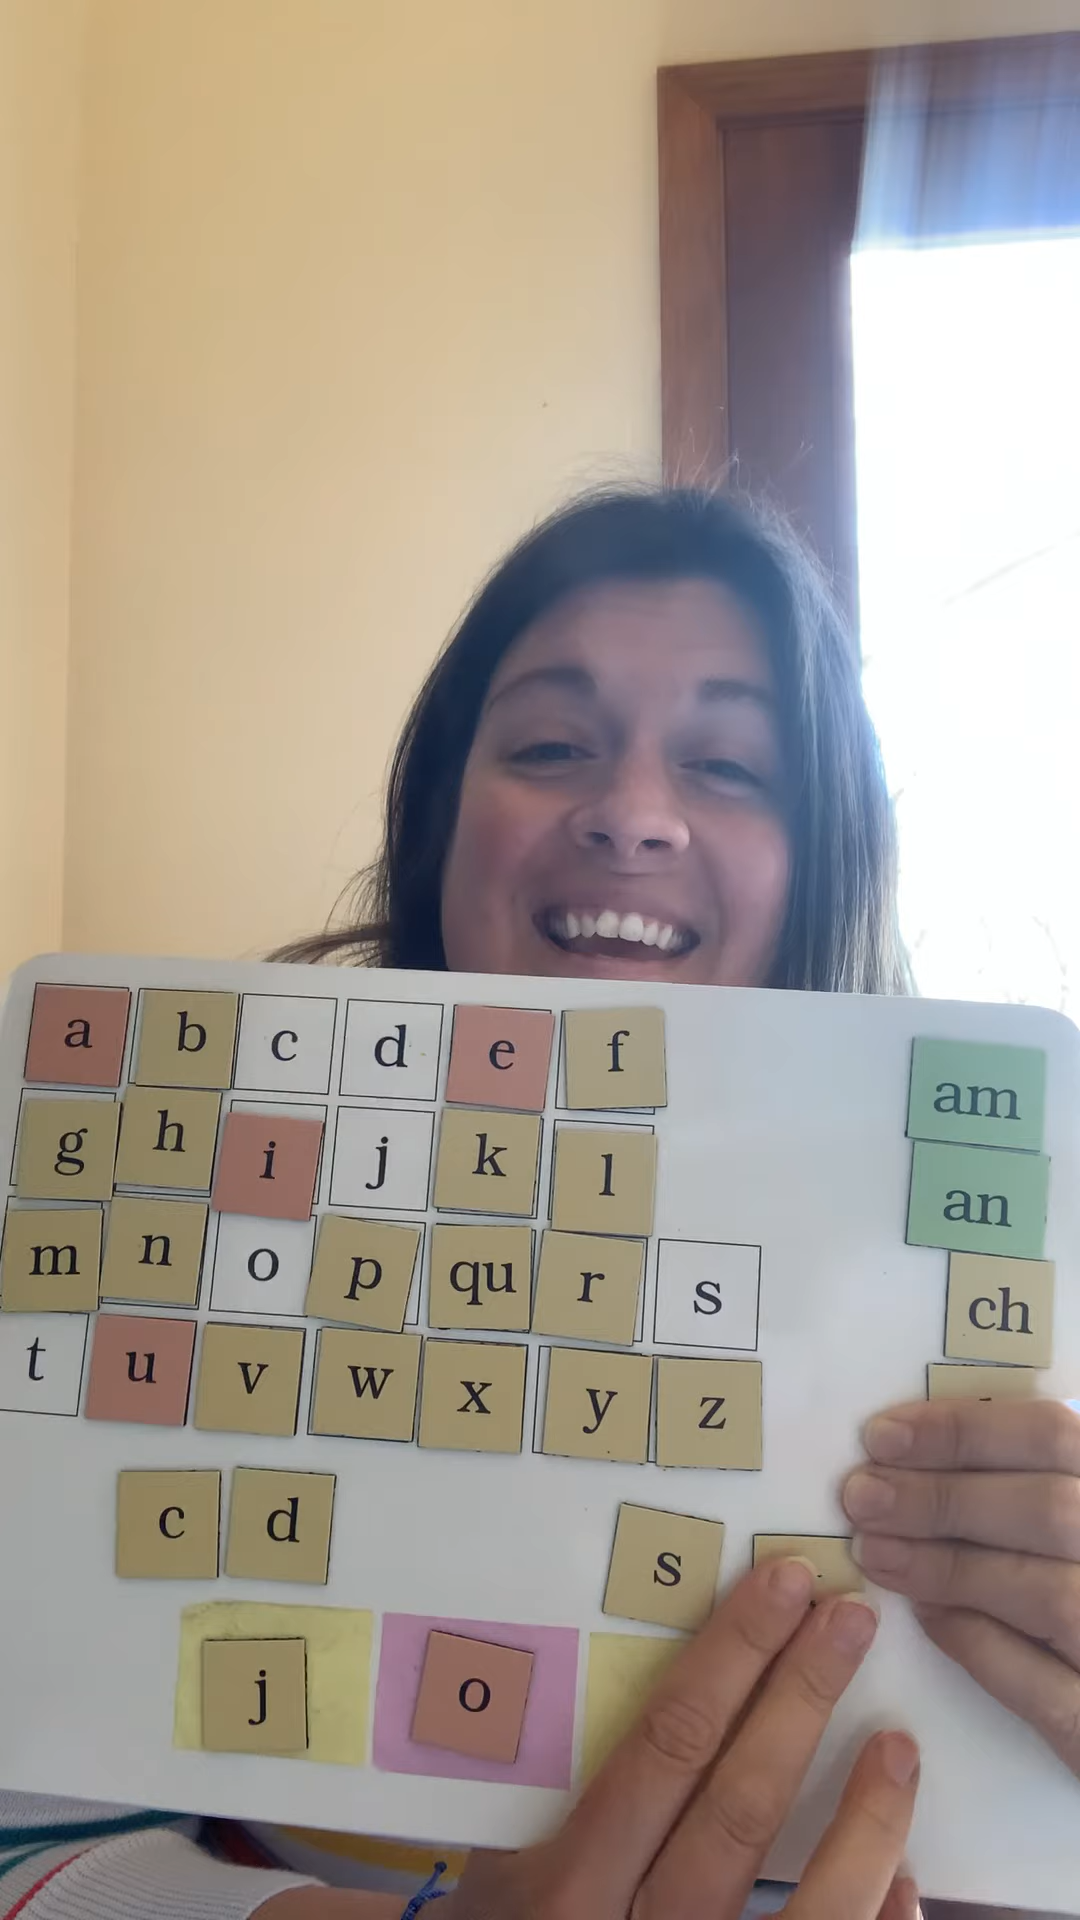 a b c d e f
g h i j k l
m n o p qu r s
t u v w x y z
am
an
ch
c d s
j o